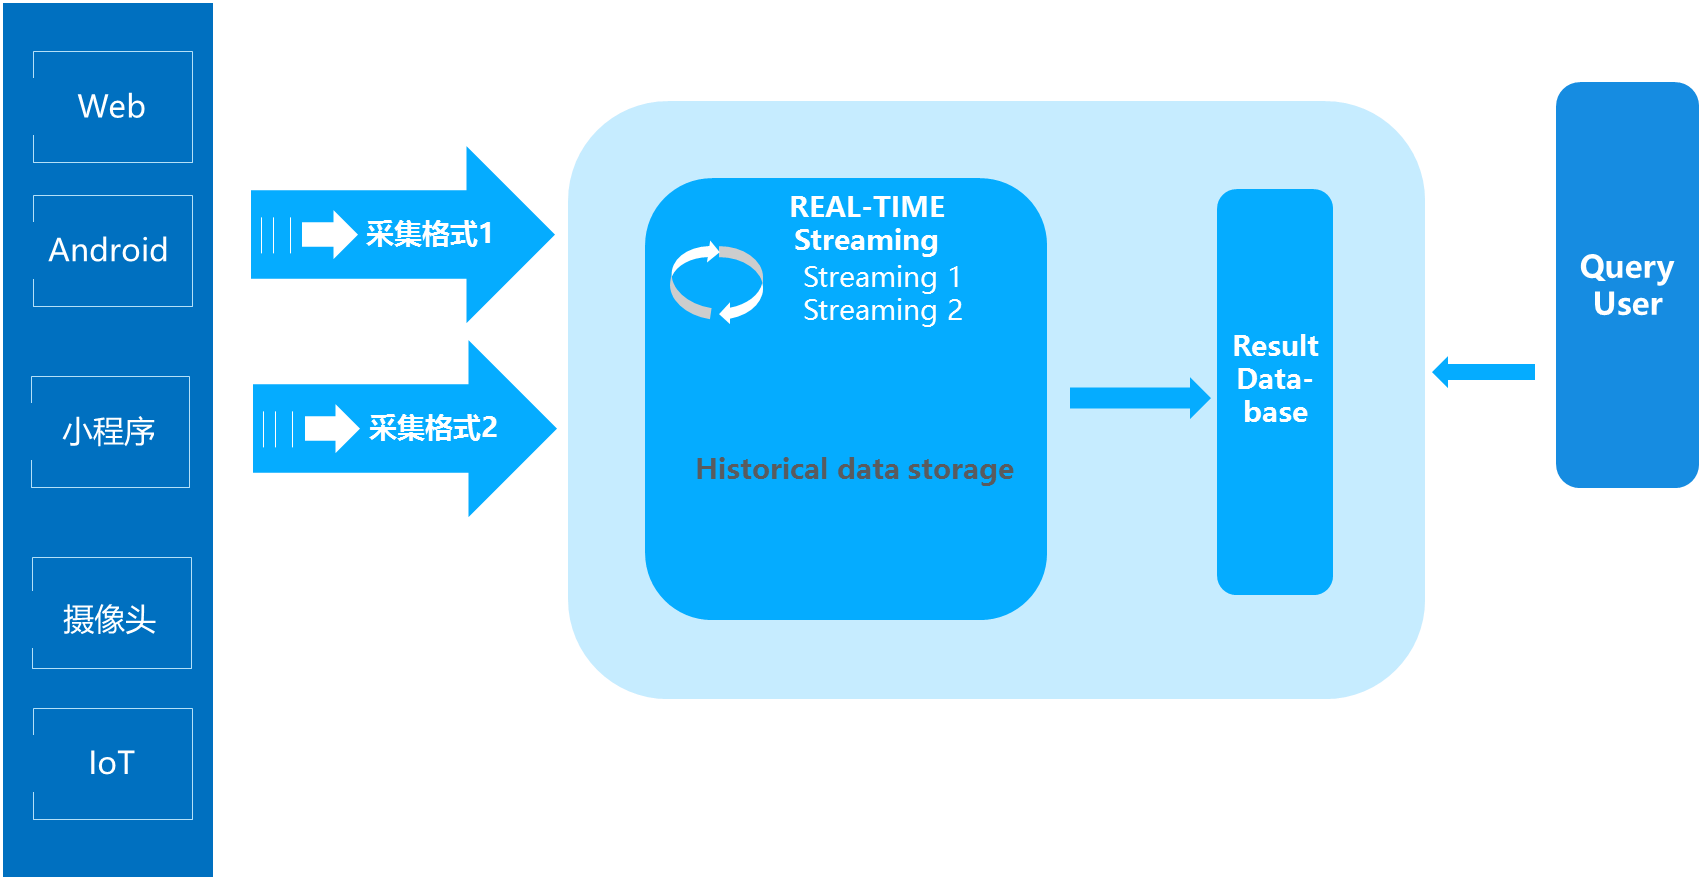 Web
Android
小程序
摄像头
IoT
采集格式1
采集格式2
REAL-TIME
Streaming
Streaming 1
Streaming 2
Historical data storage
Result
Data-
base
Query
User